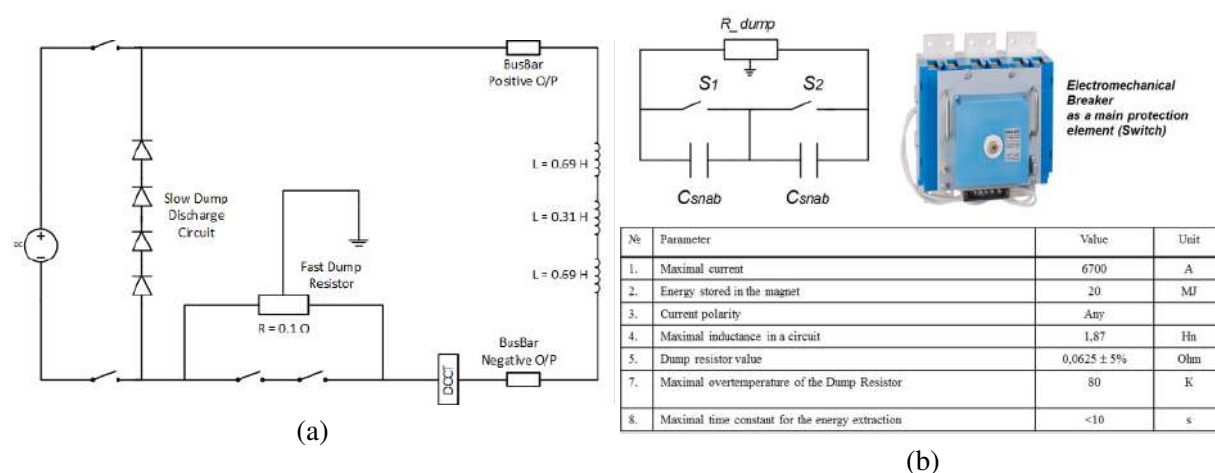 BusBar
Positive O/P
L = 0.69 H
L = 0.31 H
L = 0.69 H
Slow Dump
Discharge
Circuit
DC
Fast Dump
Resistor
R = 0.1 Ω
BusBar
Negative O/P
DCCT
(a)
R_dump
S1
S2
Csnab
Csnab
Electromechanical
Breaker
as a main protection
element (Switch)
№ Parameter Value Unit
1. Maximal current 6700 A
2. Energy stored in the magnet 20 MJ
3. Current polarity Any
4. Maximal inductance in a circuit 1,87 Hn
5. Dump resistor value 0,0625 ± 5% Ohm
7. Maximal overtemperature of the Dump Resistor 80 K
8. Maximal time constant for the energy extraction <10 s
(b)